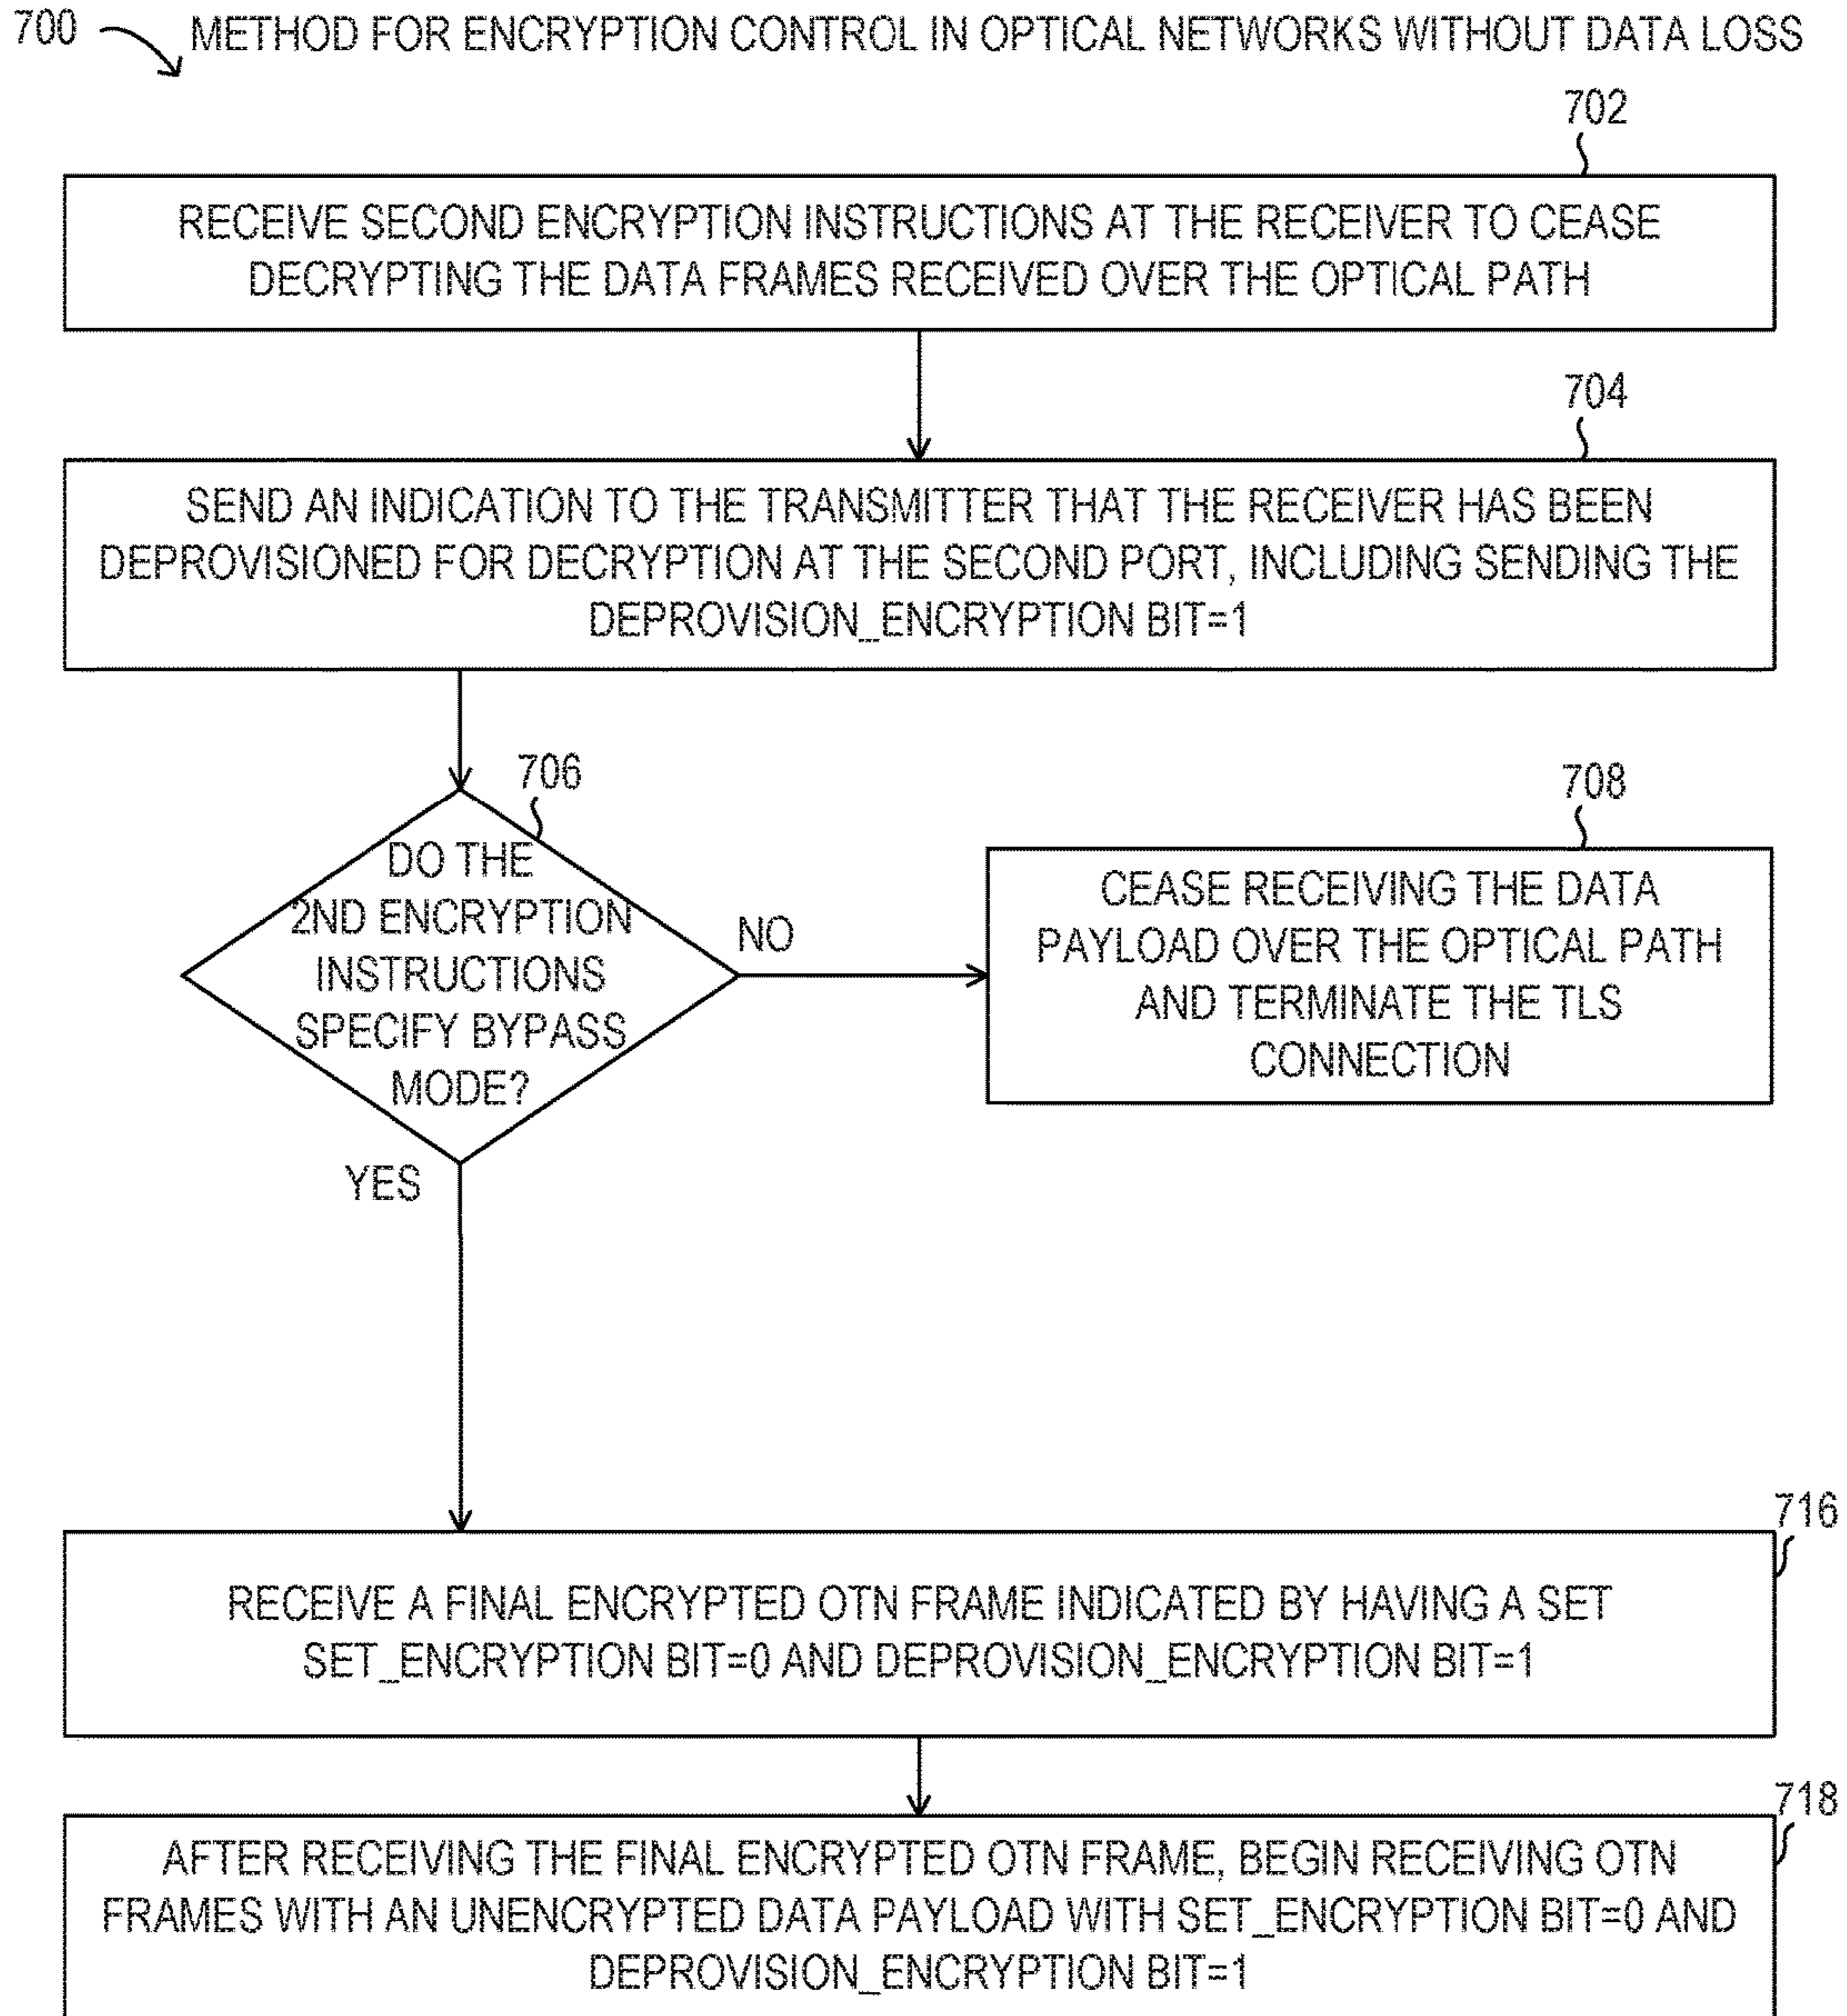 700
METHOD FOR ENCRYPTION CONTROL IN OPTICAL NETWORKS WITHOUT DATA LOSS
702
RECEIVE SECOND ENCRYPTION INSTRUCTIONS AT THE RECEIVER TO CEASE
DECRYPTING THE DATA FRAMES RECEIVED OVER THE OPTICAL PATH
704
SEND AN INDICATION TO THE TRANSMITTER THAT THE RECEIVER HAS BEEN
DEPROVISIONED FOR DECRYPTION AT THE SECOND PORT, INCLUDING SENDING THE
DEPROVISION_ENCRYPTION BIT=1
706
DO THE
2ND ENCRYPTION
INSTRUCTIONS
SPECIFY BYPASS
MODE?
NO
YES
708
CEASE RECEIVING THE DATA
PAYLOAD OVER THE OPTICAL PATH
AND TERMINATE THE TLS
CONNECTION
716
RECEIVE A FINAL ENCRYPTED OTN FRAME INDICATED BY HAVING A SET
SET_ENCRYPTION BIT=0 AND DEPROVISION_ENCRYPTION BIT=1
718
AFTER RECEIVING THE FINAL ENCRYPTED OTN FRAME, BEGIN RECEIVING OTN
FRAMES WITH AN UNENCRYPTED DATA PAYLOAD WITH SET_ENCRYPTION BIT=0 AND
DEPROVISION_ENCRYPTION BIT=1